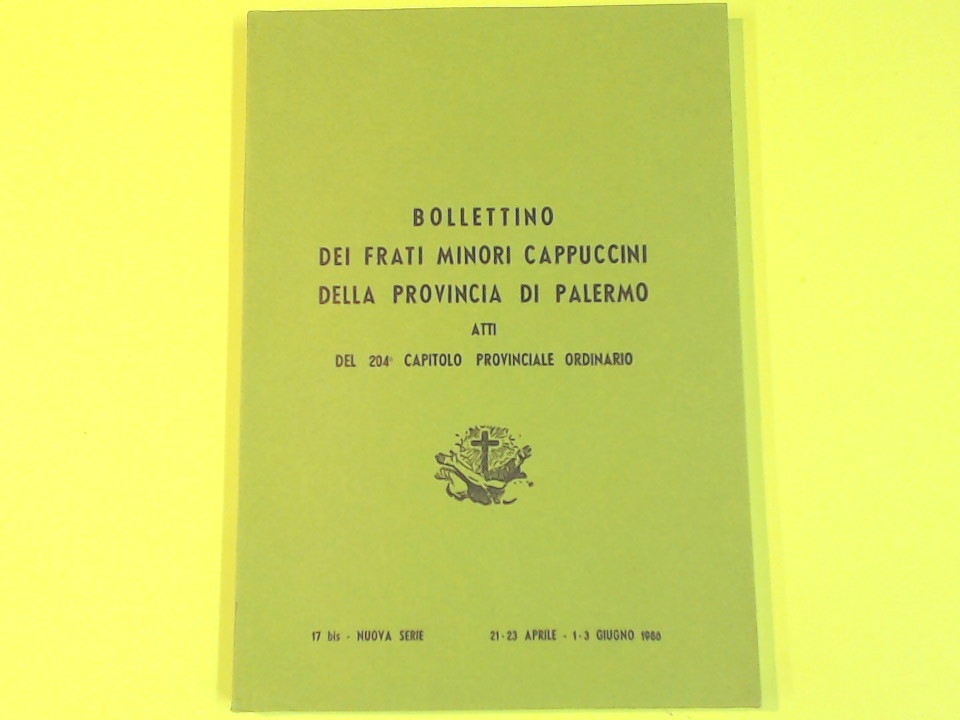 BOLLETTINO
DEI FRATI MINORI CAPPUCCINI
DELLA PROVINCIA DI PALERMO
ATTI
DEL 204° CAPITOLO PROVINCIALE ORDINARIO
17 bis - NUOVA SERIE 21-23 APRILE - 1-3 GIUGNO 1986